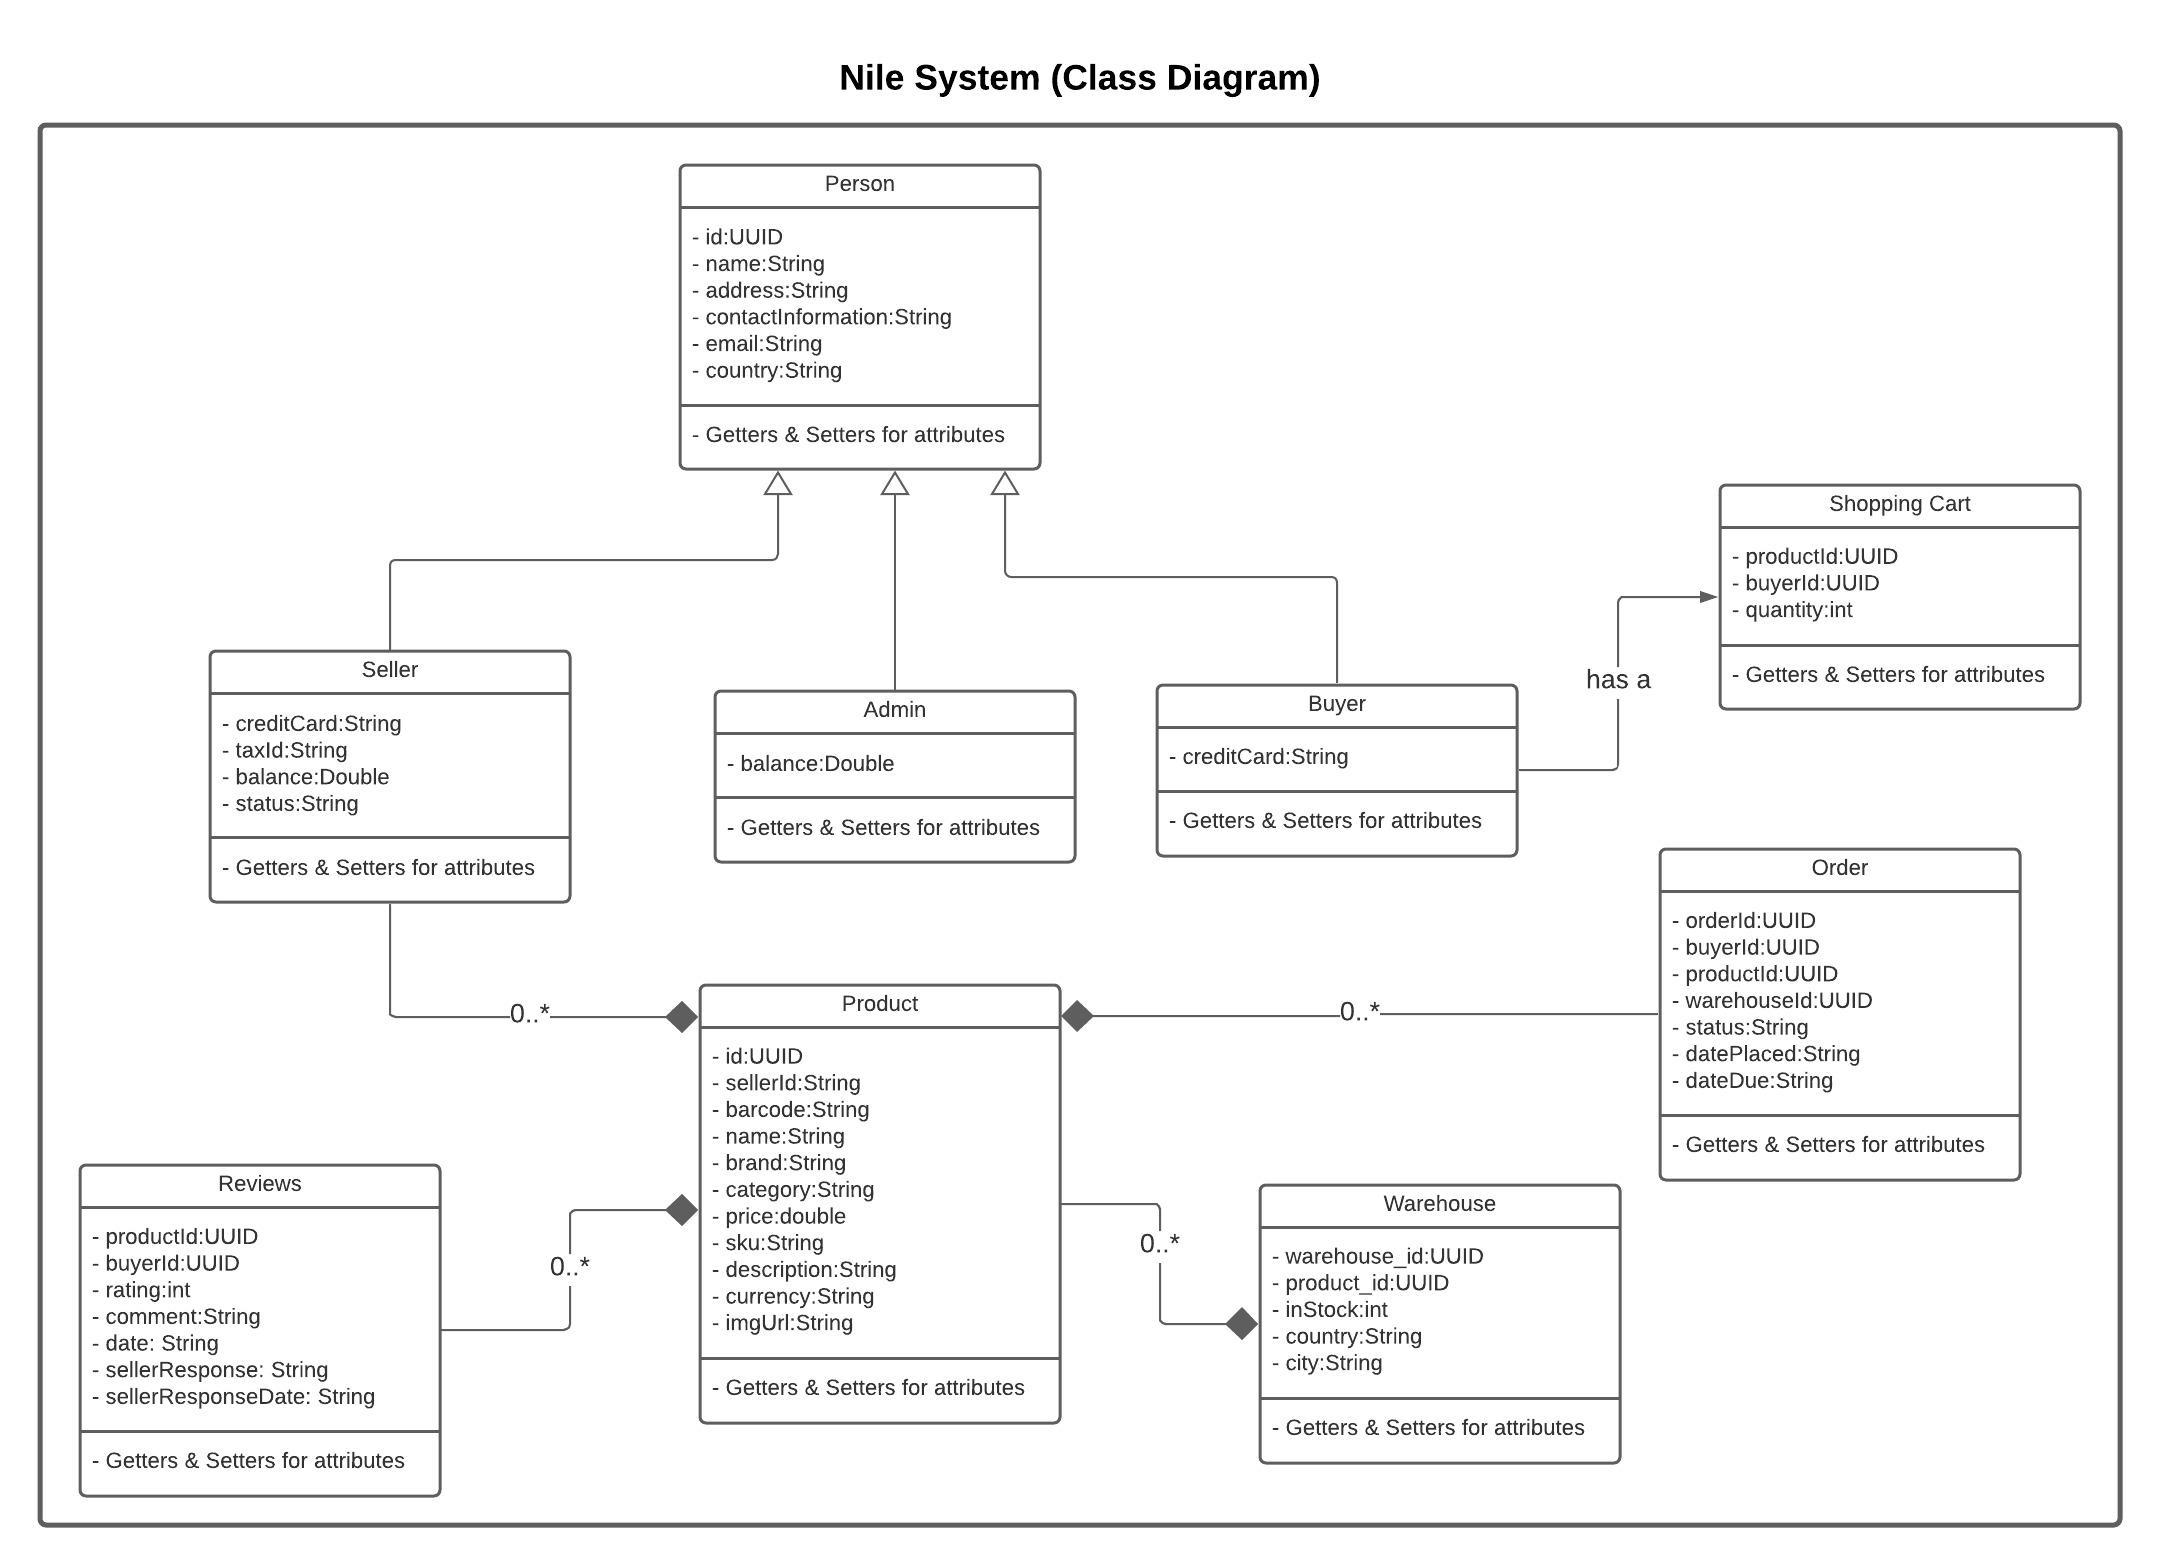 Nile System (Class Diagram)
Person
- id:UUID
- name:String
- address:String
- contactInformation:String
- email:String
- country:String
- Getters & Setters for attributes
Shopping Cart
- productId:UUID
- buyerId:UUID
- quantity:int
- Getters & Setters for attributes
has a
Seller
- creditCard:String
- taxId:String
- balance:Double
- status:String
- Getters & Setters for attributes
Admin
- balance:Double
- Getters & Setters for attributes
Buyer
- creditCard:String
- Getters & Setters for attributes
Order
- orderId:UUID
- buyerId:UUID
- productId:UUID
- warehouseId:UUID
- status:String
- datePlaced:String
- dateDue:String
- Getters & Setters for attributes
0..*
0..*
Product
- id:UUID
- sellerId:String
- barcode:String
- name:String
- brand:String
- category:String
- price:double
- sku:String
- description:String
- currency:String
- imgUrl:String
- Getters & Setters for attributes
Reviews
- productId:UUID
- buyerId:UUID
- rating:int
- comment:String
- date: String
- sellerResponse: String
- sellerResponseDate: String
- Getters & Setters for attributes
0..*
0..*
Warehouse
- warehouse_id:UUID
- product_id:UUID
- inStock:int
- country:String
- city:String
- Getters & Setters for attributes